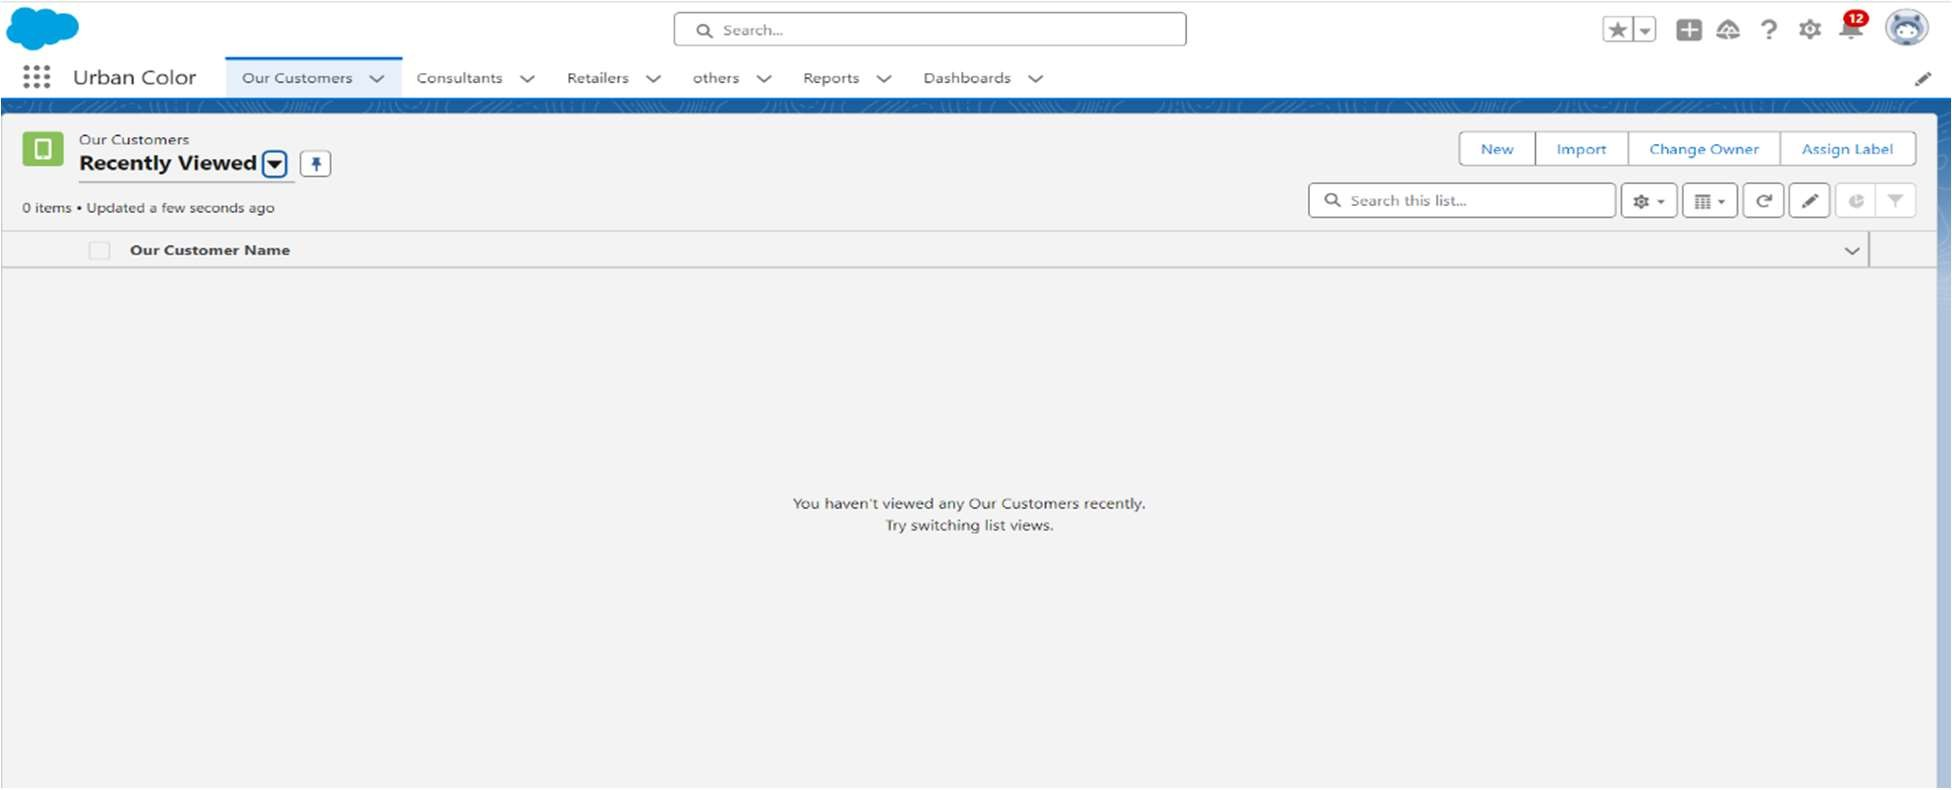 Search...
12
Urban Color Our Customers Consultants Retailers others Reports Dashboards
Our Customers
Recently Viewed
New Import Change Owner Assign Label
0 items • Updated a few seconds ago
Search this list...
Our Customer Name
You haven't viewed any Our Customers recently.
Try switching list views.